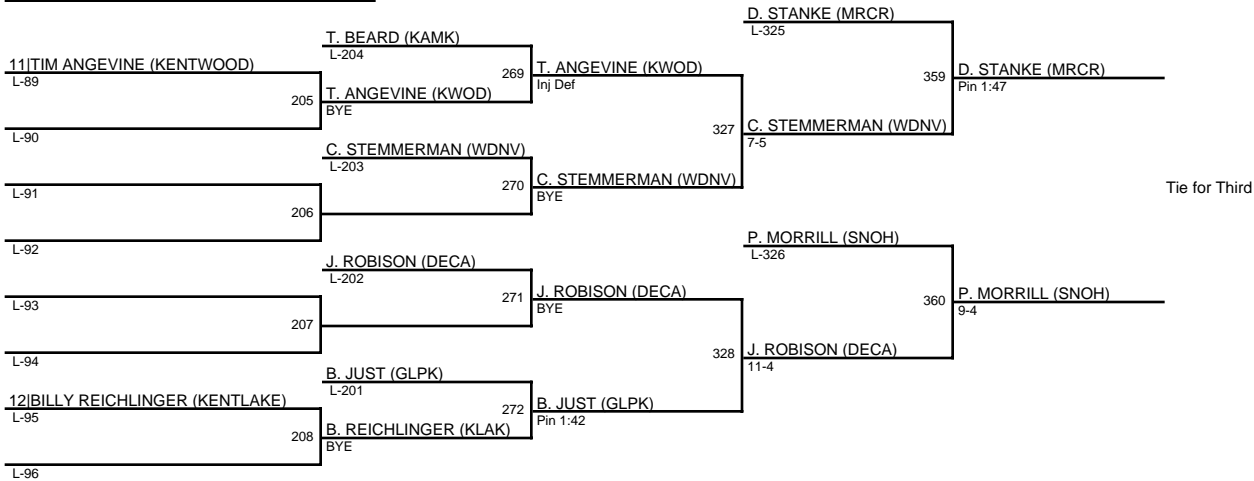 D. STANKE (MRCR)
L-325
T. BEARD (KAMK)
L-204
11|TIM ANGEVINE (KENTWOOD)
L-89
269
T. ANGEVINE (KWOD)
Inj Def
359
D. STANKE (MRCR)
Pin 1:47
205
T. ANGEVINE (KWOD)
BYE
L-90
327
C. STEMMERMAN (WDNV)
7-5
C. STEMMERMAN (WDNV)
L-203
L-91
270
C. STEMMERMAN (WDNV)
BYE
Tie for Third
206
L-92
P. MORRILL (SNOH)
L-326
J. ROBISON (DECA)
L-202
L-93
271
J. ROBISON (DECA)
BYE
360
P. MORRILL (SNOH)
9-4
207
L-94
328
J. ROBISON (DECA)
11-4
B. JUST (GLPK)
L-201
12|BILLY REICHLINGER (KENTLAKE)
L-95
272
B. JUST (GLPK)
Pin 1:42
208
B. REICHLINGER (KLAK)
BYE
L-96